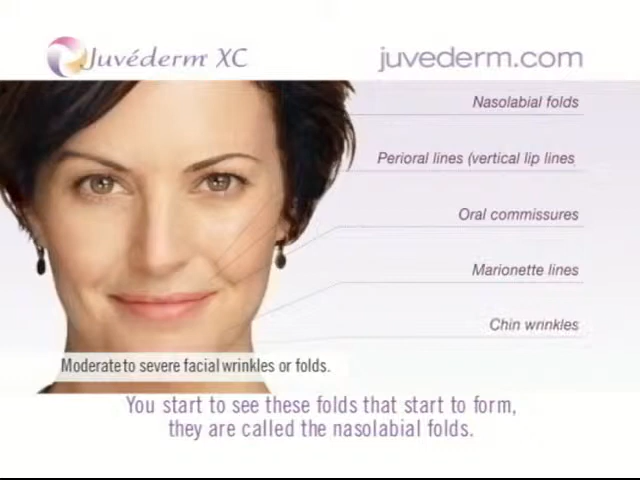 Juvéderm XC
juvederm.com
Nasolabial folds
Perioral lines (vertical lip lines
Oral commissures
Marionette lines
Chin wrinkles
Moderate to severe facial wrinkles or folds.
You start to see these folds that start to form,
they are called the nasolabial folds.